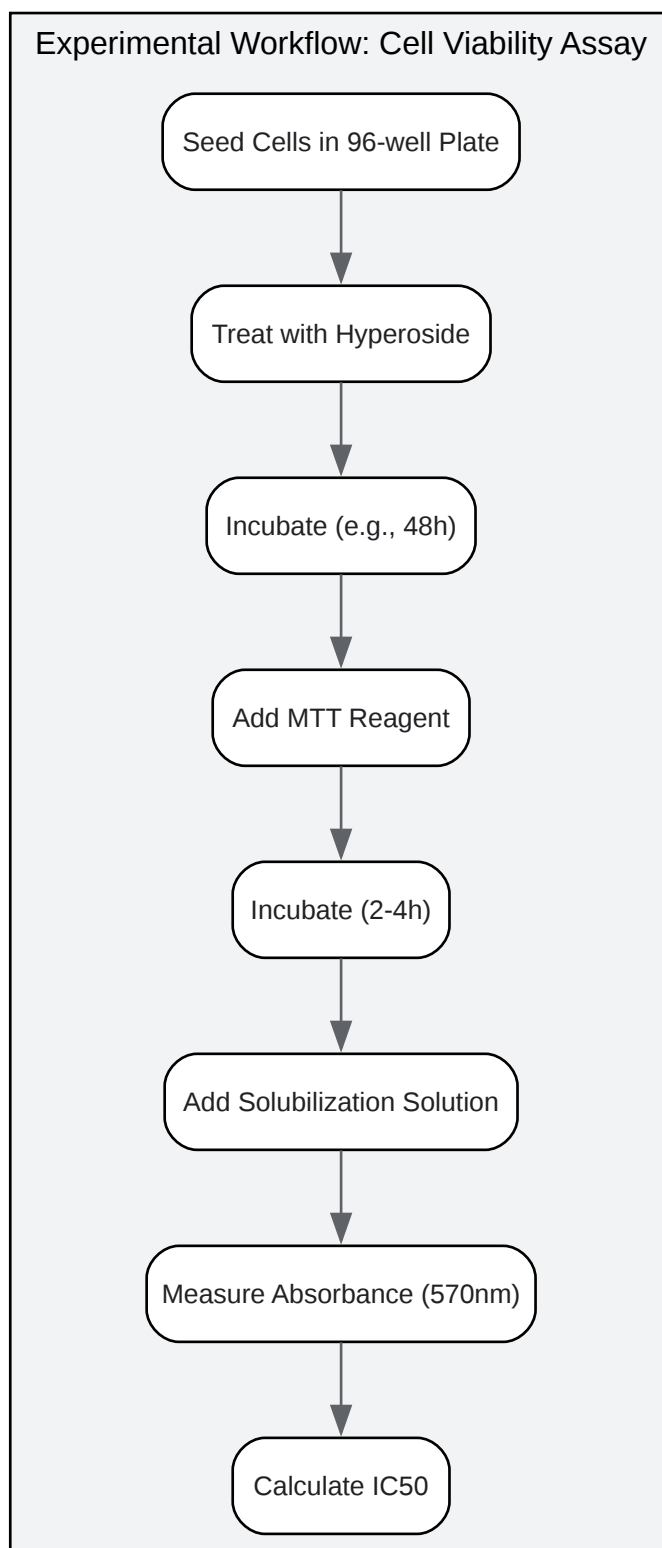 Experimental Workflow: Cell Viability Assay
Seed Cells in 96-well Plate
Treat with Hyperoside
Incubate (e.g., 48h)
Add MTT Reagent
Incubate (2-4h)
Add Solubilization Solution
Measure Absorbance (570nm)
Calculate IC50